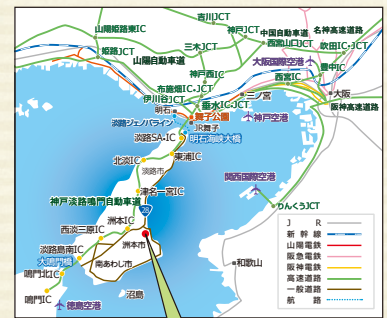 吉川JCT
山陽姫路東IC
神戸JCT
中国自動車道
名神高速道路
姫路JCT
三木JCT
西宮山口JCT
吹田IC・JCT
山陽自動車道
大阪国際空港
豊中IC
神戸西IC
西宮IC
布施畑IC・JCT
伊川谷JCT
垂水IC・JCT
三ノ宮
大阪
明石
舞子公園
阪神高速道路
淡路ジェノバライン
JR舞子
神戸空港
淡路SA・IC
明石海峡大橋
北淡IC
東浦IC
淡路市
関西国際空港
津名一宮IC
神戸淡路鳴門自動車道
28
りんくうJCT
洲本IC
西淡三原IC
洲本市
淡路島南IC
大鳴門橋
南あわじ市
鳴門北IC
和歌山
沼島
鳴門IC
徳島空港
JR
新幹線
山陽電鉄
阪急電鉄
阪神電鉄
高速道路
一般道路
航路